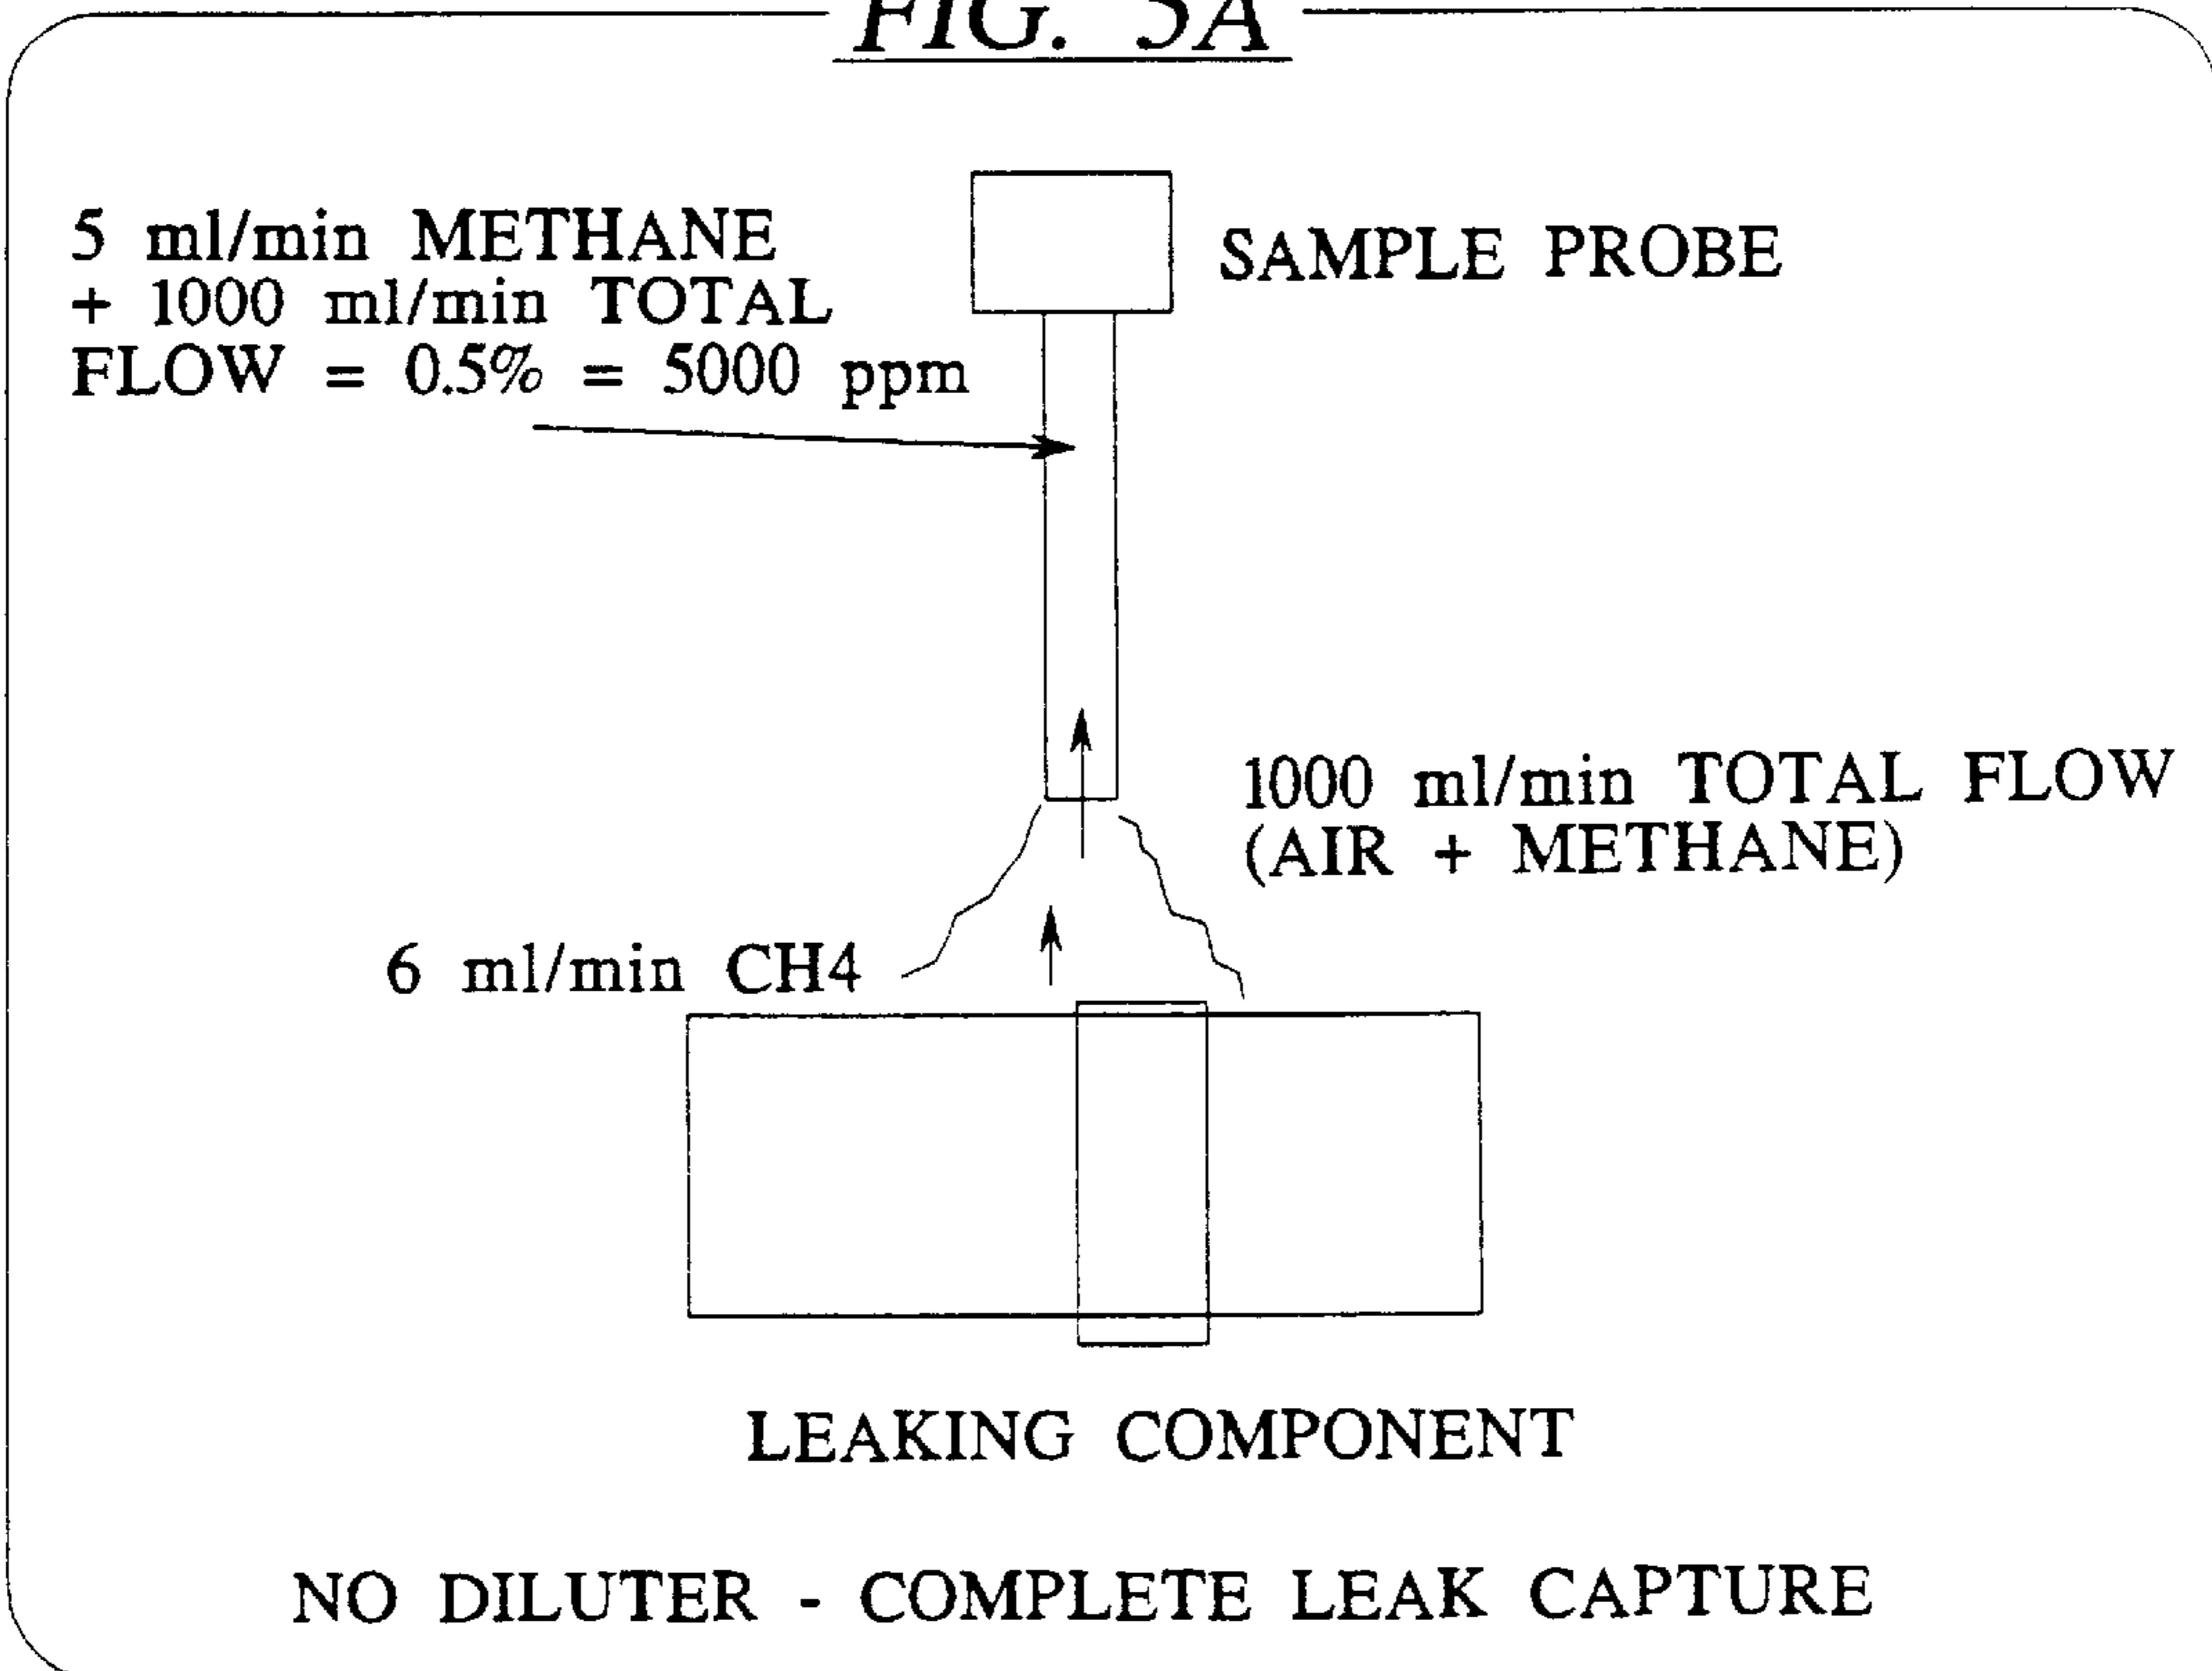 FIG. 5A
5 ml/min METHANE
+ 1000 ml/min TOTAL
FLOW = 0.5% = 5000 ppm
SAMPLE PROBE
1000 ml/min TOTAL FLOW
(AIR + METHANE)
6 ml/min CH4
LEAKING COMPONENT
NO DILUTER - COMPLETE LEAK CAPTURE